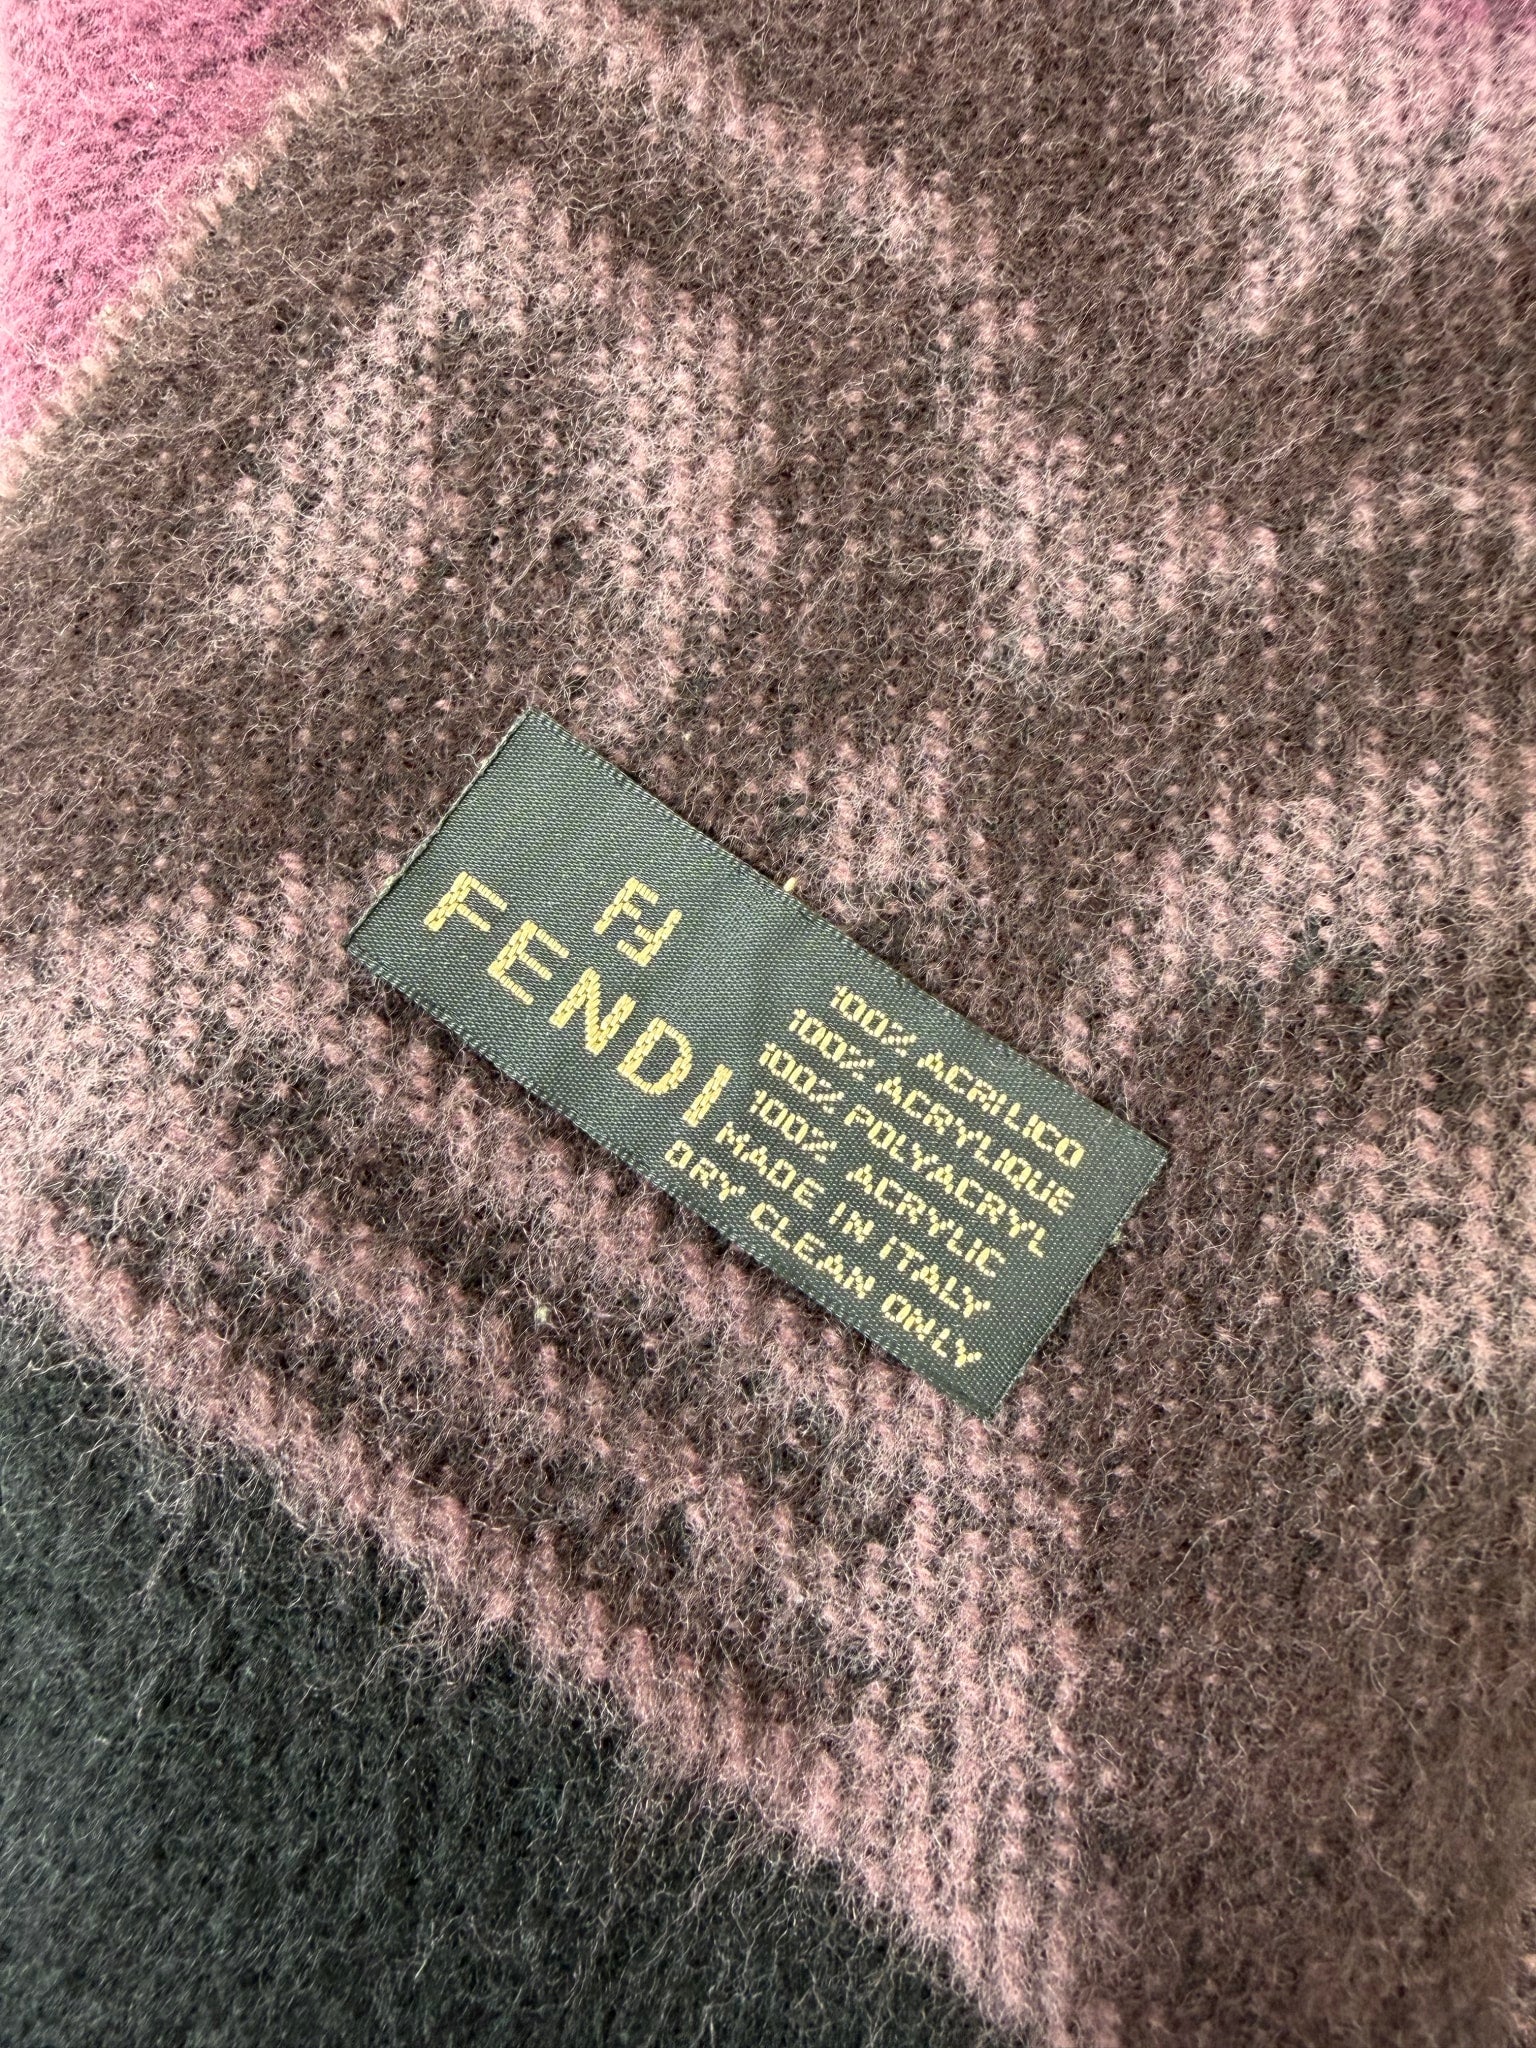 FF
FENDI
100% ACRILICO
100% ACRYLIQUE
100% POLYACRYL
100% ACRYLIC
MADE IN ITALY
DRY CLEAN ONLY